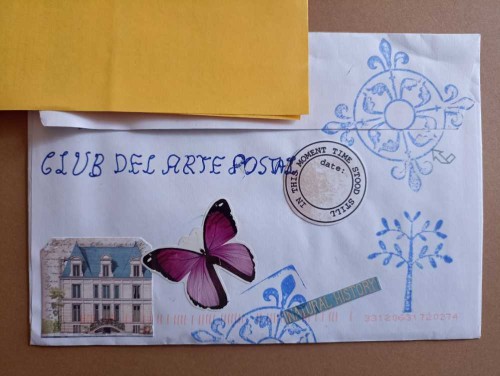 CLUB DEL ARTE POSTAL
IN THIS MOMENT TIME STOOD STILL
date:
NATURAL HISTORY